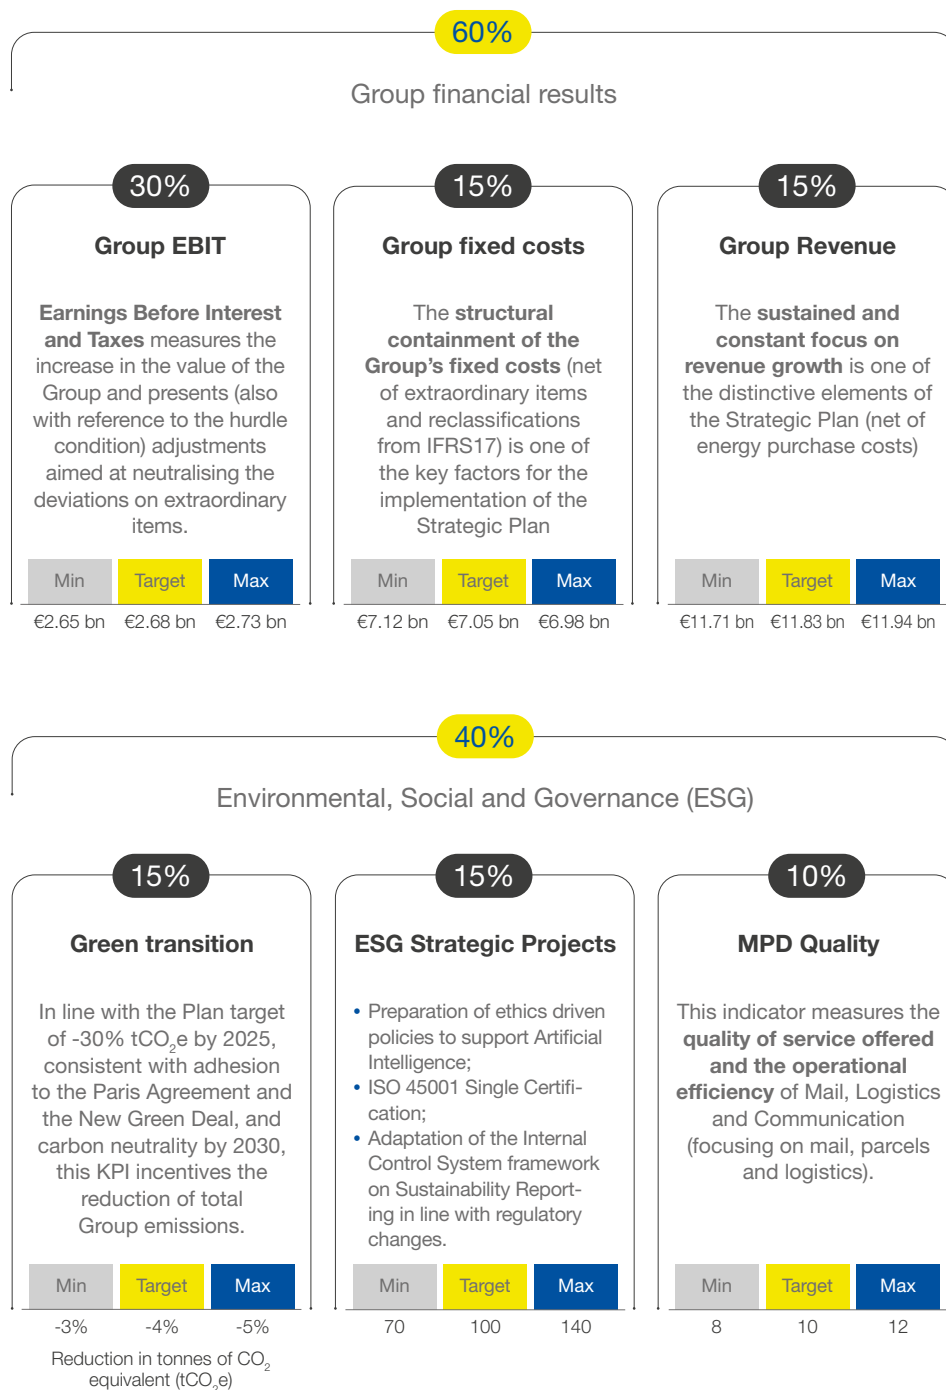 60%
Group financial results
30%
Group EBIT
Earnings Before Interest
and Taxes measures the
increase in the value of the
Group and presents (also
with reference to the hurdle
condition) adjustments
aimed at neutralising the
deviations on extraordinary
items.
Min Target Max
€2.65 bn €2.68 bn €2.73 bn
15%
Group fixed costs
The structural
containment of the
Group's fixed costs (net
of extraordinary items
and reclassifications
from IFRS17) is one of
the key factors for the
implementation of the
Strategic Plan
Min Target Max
€7.12 bn €7.05 bn €6.98 bn
15%
Group Revenue
The sustained and
constant focus on
revenue growth is one of
the distinctive elements of
the Strategic Plan (net of
energy purchase costs)
Min Target Max
€11.71 bn €11.83 bn €11.94 bn
40%
Environmental, Social and Governance (ESG)
15%
Green transition
In line with the Plan target
of -30% tCO₂e by 2025,
consistent with adhesion
to the Paris Agreement and
the New Green Deal, and
carbon neutrality by 2030,
this KPI incentives the
reduction of total
Group emissions.
Min Target Max
-3% -4% -5%
Reduction in tonnes of CO₂
equivalent (tCO₂e)
15%
ESG Strategic Projects
• Preparation of ethics driven
policies to support Artificial
Intelligence;
• ISO 45001 Single Certifi-
cation;
• Adaptation of the Internal
Control System framework
on Sustainability Report-
ing in line with regulatory
changes.
Min Target Max
70 100 140
10%
MPD Quality
This indicator measures the
quality of service offered
and the operational
efficiency of Mail, Logistics
and Communication
(focusing on mail, parcels
and logistics).
Min Target Max
8 10 12